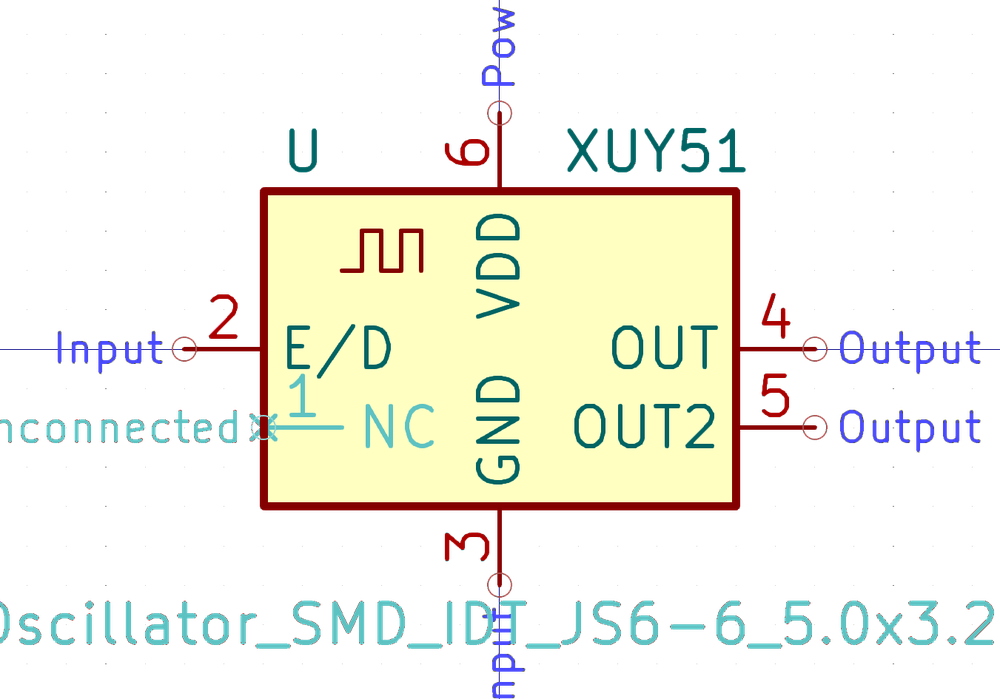 Pow
U
6
XUY51
VDD
2
4
Input
E/D
OUT
Output
1
5
nconnected
NC
GND
OUT2
Output
3
Oscillator_SMD_IDT_JS6-6_5.0x3.2
nput